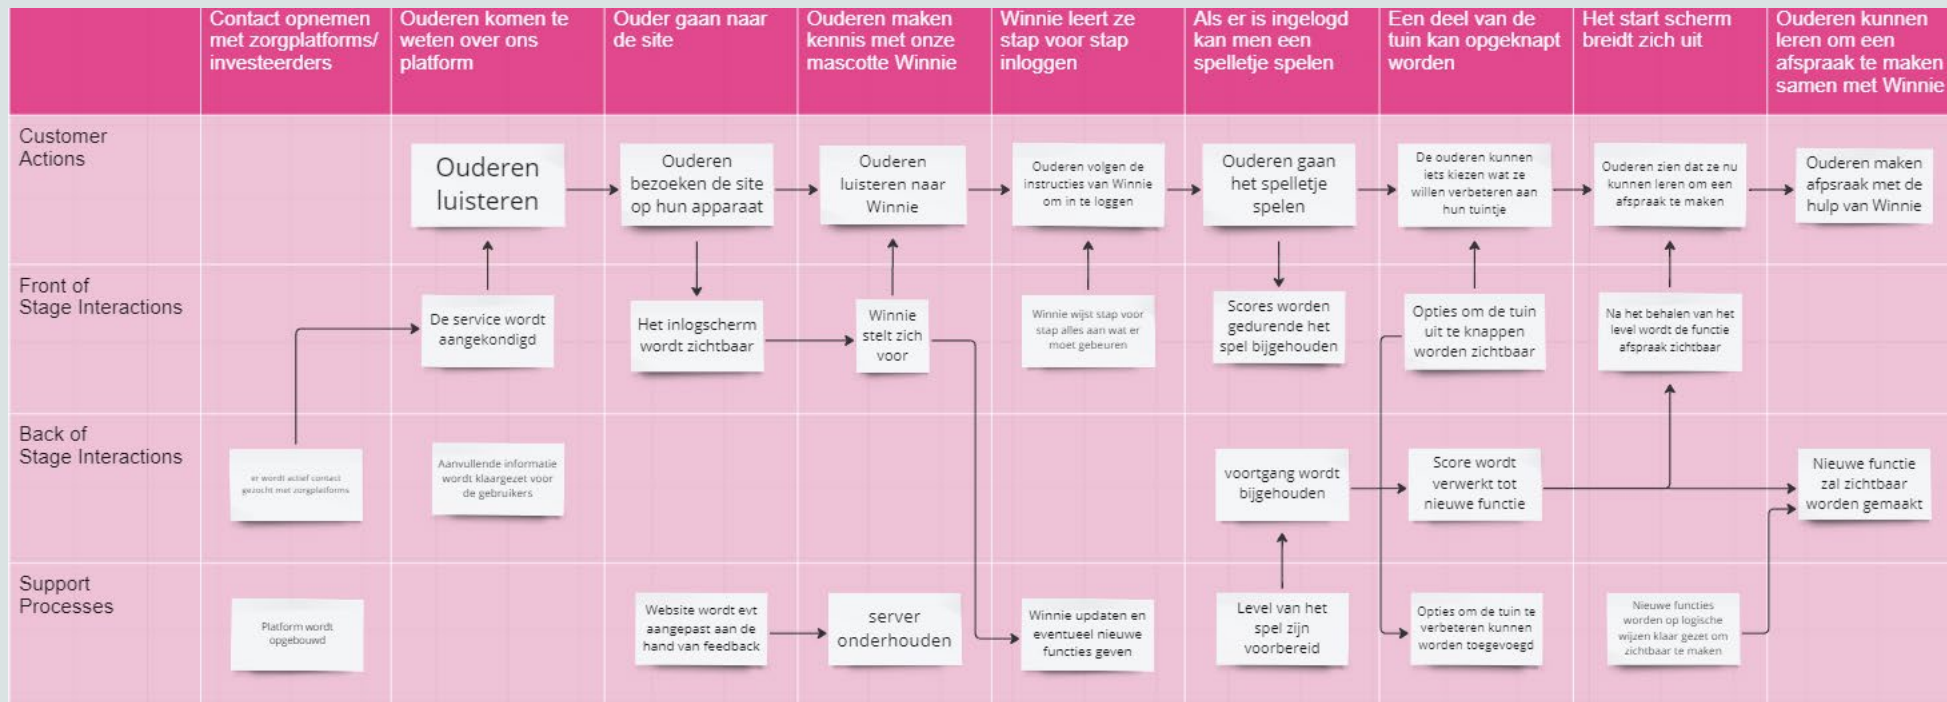 Contact opnemen
met zorgplatforms/
investeerders
Ouderen komen te
weten over ons
platform
Ouder gaan naar
de site
Ouderen maken
kennis met onze
mascotte Winnie
Winnie leert ze
stap voor stap
inloggen
Als er is ingelogd
kan men een
spelletje spelen
Een deel van de
tuin kan opgeknapt
worden
Het start scherm
breidt zich uit
Ouderen kunnen
leren om een
afspraak te maken
samen met Winnie
Customer
Actions
Ouderen
luisteren
Ouderen
bezoeken de site
op hun apparaat
Ouderen
luisteren naar
Winnie
Ouderen volgen de
instructies van Winnie
om in te loggen
Ouderen gaan
het spelletje
spelen
De ouderen kunnen
iets kiezen wat ze
willen verbeteren aan
hun tuintje
Ouderen zien dat ze nu
kunnen leren om een
afspraak te maken
Ouderen maken
afpsraak met de
hulp van Winnie
Front of
Stage Interactions
De service wordt
aangekondigd
Het inlogscherm
wordt zichtbaar
Winnie
stelt zich
voor
Winnie wijst stap voor
stap alles aan wat er
moet gebeuren
Scores worden
gedurende het
spel bijgehouden
Opties om de tuin
uit te knappen
worden zichtbaar
Na het behalen van het
level wordt de functie
afspraak zichtbaar
Back of
Stage Interactions
er wordt actief contact
gezocht met zorgplatforms
Aanvullende informatie
wordt klaargezet voor
de gebruikers
voortgang wordt
bijgehouden
Score wordt
verwerkt tot
nieuwe functie
Nieuwe functie
zal zichtbaar
worden gemaakt
Support
Processes
Platform wordt
opgebouwd
Website wordt evt
aangepast aan de
hand van feedback
server
onderhouden
Winnie updaten en
eventueel nieuwe
functies geven
Level van het
spel zijn
voorbereid
Opties om de tuin te
verbeteren kunnen
worden toegevoegd
Nieuwe functies
worden op logische
wijzen klaar gezet om
zichtbaar te maken